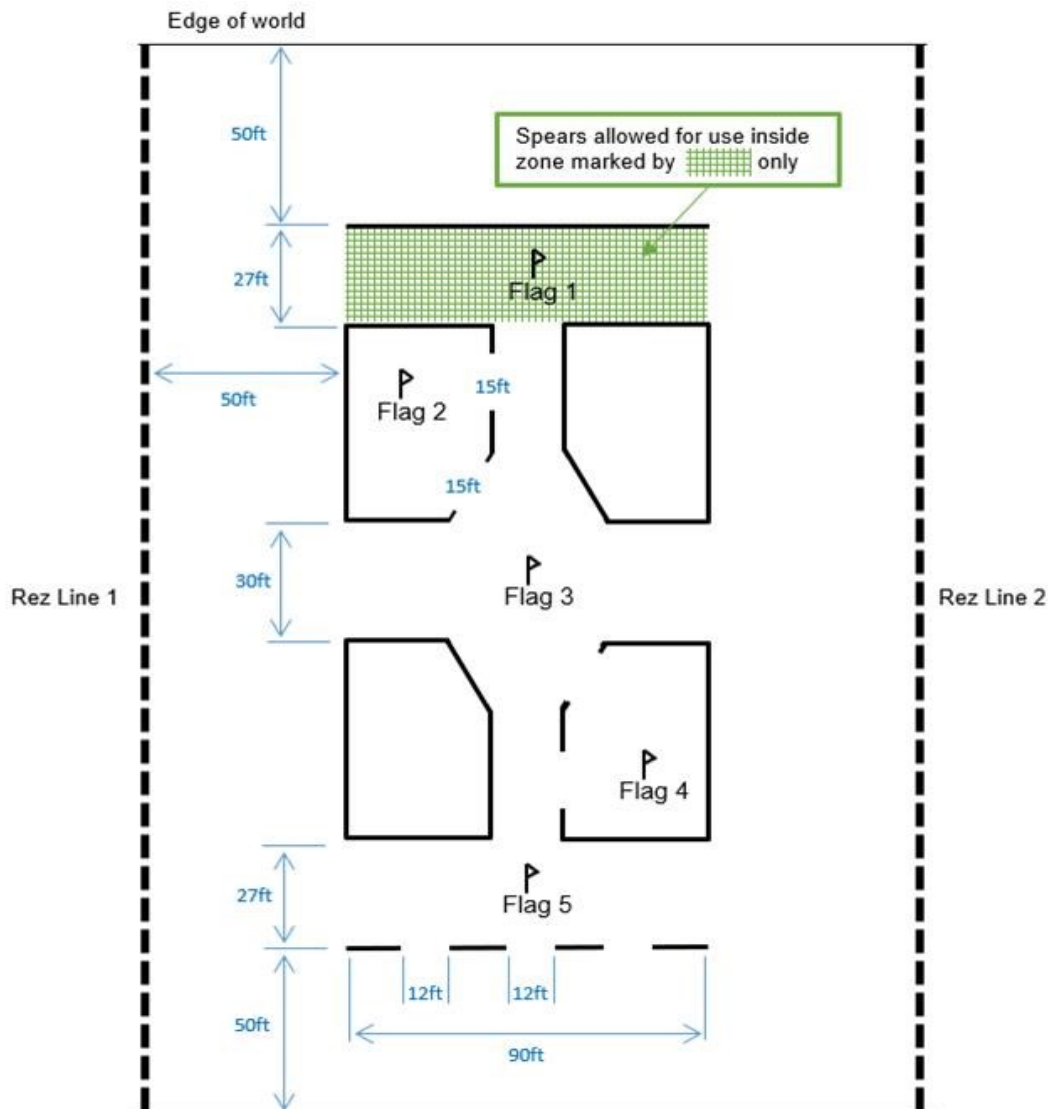 Edge of world
50ft
Spears allowed for use inside
zone marked by only
27ft
Flag 1
50ft
Flag 2
15ft
15ft
30ft
Flag 3
Rez Line 1
Rez Line 2
Flag 4
27ft
Flag 5
12ft
12ft
50ft
90ft